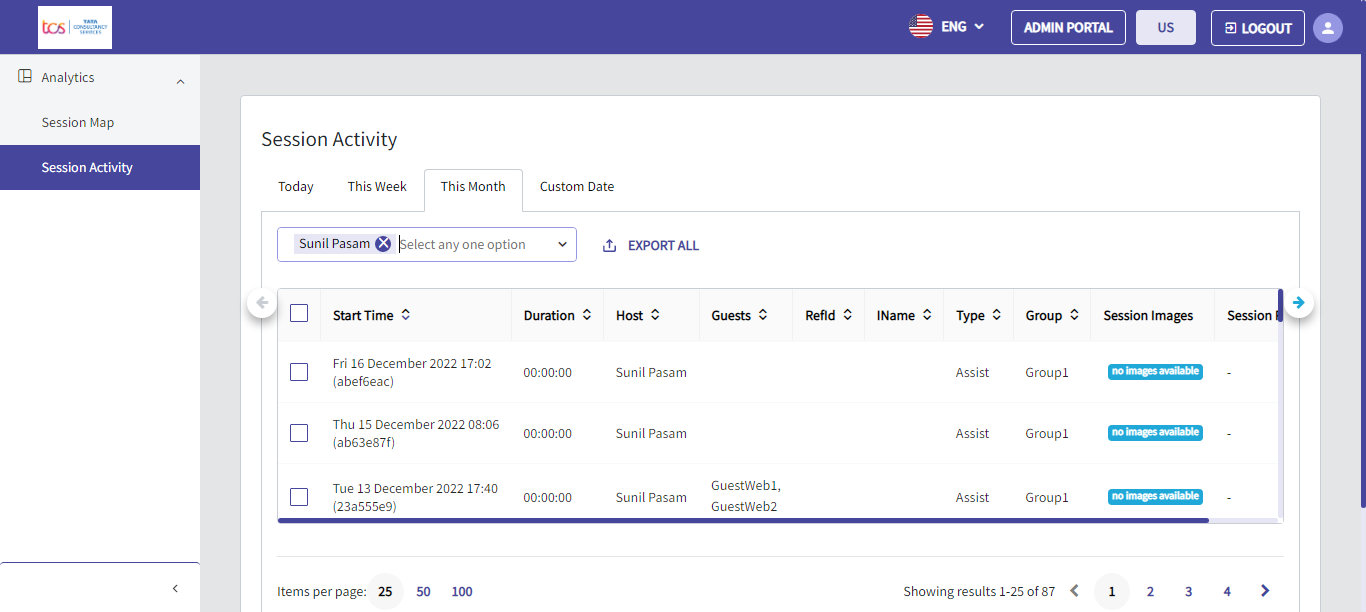 tcs TATA CONSULTANCY SERVICES
ENG
ADMIN PORTAL
US
LOGOUT
Analytics
Session Map
Session Activity
Session Activity
Today This Week This Month Custom Date
Sunil Pasam Select any one option
EXPORT ALL
Start Time Duration Host Guests RefId IName Type Group Session Images Session
Fri 16 December 2022 17:02
(abef6eac)
00:00:00 Sunil Pasam Assist Group1 no images available -
Thu 15 December 2022 08:06
(ab63e87f)
00:00:00 Sunil Pasam Assist Group1 no images available -
Tue 13 December 2022 17:40
(23a555e9)
00:00:00 Sunil Pasam
GuestWeb1,
GuestWeb2
Assist Group1 no images available -
Items per page: 25 50 100
Showing results 1-25 of 87 1 2 3 4